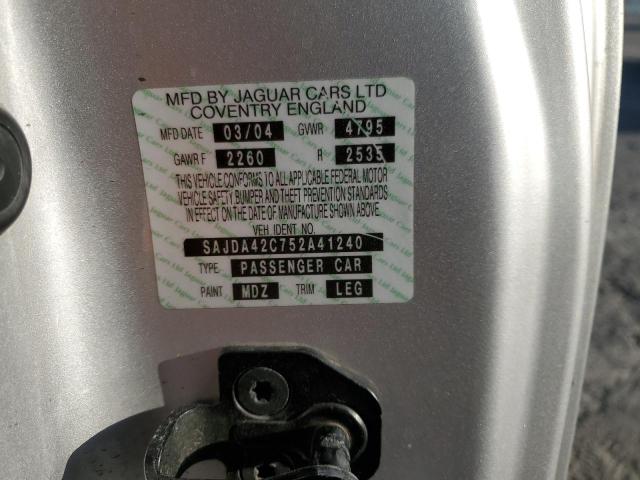 MFD BY JAGUAR CARS LTD
COVENTRY ENGLAND
MFD DATE 03/04 GVWR 4795
GAWR F 2260 R 2535
THIS VEHICLE CONFORMS TO ALL APPLICABLE FEDERAL MOTOR
VEHICLE SAFETY BUMPER AND THEFT PREVENTION STANDARDS
IN EFFECT ON THE DATE OF MANUFACTURE SHOWN ABOVE.
VEH IDENT NO.
SAJDA42C752A41240
TYPE PASSENGER CAR
PAINT MDZ TRIM LEG